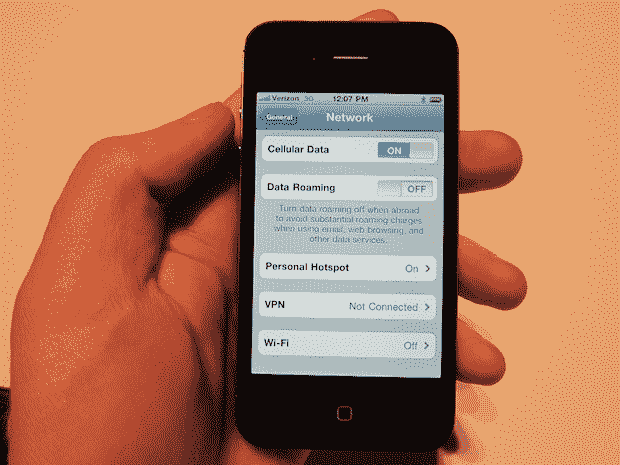 Verizon 3G 12:07 PM
General Network
Cellular Data ON
Data Roaming OFF
Turn data roaming off when abroad
to avoid substantial roaming charges
when using email, web browsing, and
other data services.
Personal Hotspot On
VPN Not Connected
Wi-Fi Off